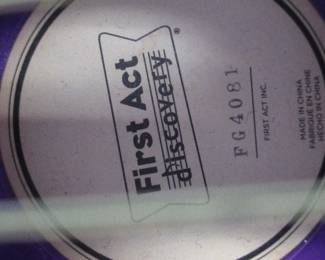 First Act®
discovery
FG4081
FIRST ACT INC.
MADE IN CHINA
FABRIQUÉ EN CHINE
HECHO EN CHINA